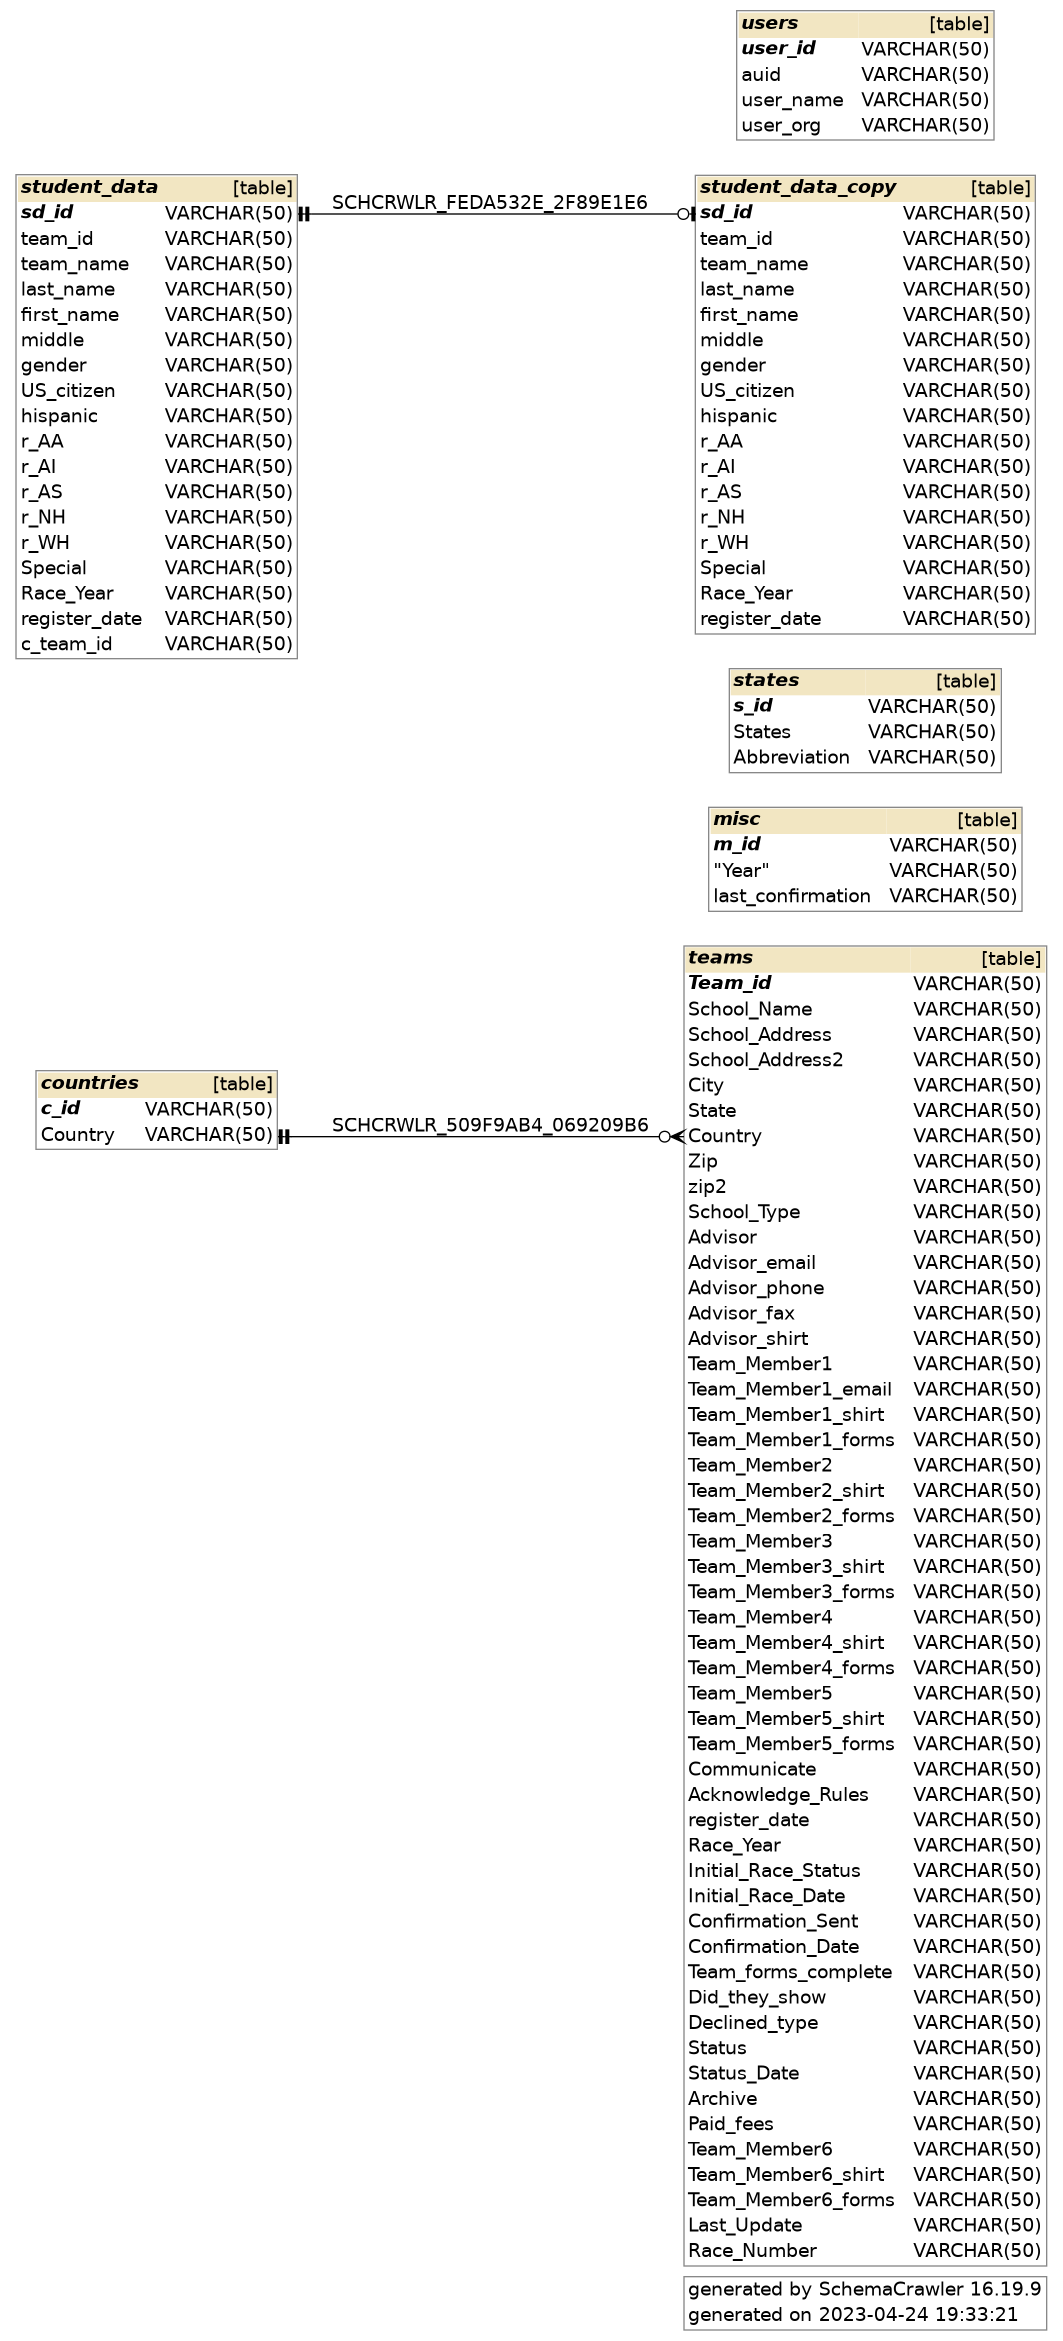 users [table]
user_id VARCHAR(50)
auid VARCHAR(50)
user_name VARCHAR(50)
user_org VARCHAR(50)
student_data [table]
sd_id VARCHAR(50)
team_id VARCHAR(50)
team_name VARCHAR(50)
last_name VARCHAR(50)
first_name VARCHAR(50)
middle VARCHAR(50)
gender VARCHAR(50)
US_citizen VARCHAR(50)
hispanic VARCHAR(50)
r_AA VARCHAR(50)
r_AI VARCHAR(50)
r_AS VARCHAR(50)
r_NH VARCHAR(50)
r_WH VARCHAR(50)
Special VARCHAR(50)
Race_Year VARCHAR(50)
register_date VARCHAR(50)
c_team_id VARCHAR(50)
SCHCRWLR_FEDA532E_2F89E1E6
student_data_copy [table]
sd_id VARCHAR(50)
team_id VARCHAR(50)
team_name VARCHAR(50)
last_name VARCHAR(50)
first_name VARCHAR(50)
middle VARCHAR(50)
gender VARCHAR(50)
US_citizen VARCHAR(50)
hispanic VARCHAR(50)
r_AA VARCHAR(50)
r_AI VARCHAR(50)
r_AS VARCHAR(50)
r_NH VARCHAR(50)
r_WH VARCHAR(50)
Special VARCHAR(50)
Race_Year VARCHAR(50)
register_date VARCHAR(50)
states [table]
s_id VARCHAR(50)
States VARCHAR(50)
Abbreviation VARCHAR(50)
misc [table]
m_id VARCHAR(50)
"Year" VARCHAR(50)
last_confirmation VARCHAR(50)
countries [table]
c_id VARCHAR(50)
Country VARCHAR(50)
SCHCRWLR_509F9AB4_069209B6
teams [table]
Team_id VARCHAR(50)
School_Name VARCHAR(50)
School_Address VARCHAR(50)
School_Address2 VARCHAR(50)
City VARCHAR(50)
State VARCHAR(50)
Country VARCHAR(50)
Zip VARCHAR(50)
zip2 VARCHAR(50)
School_Type VARCHAR(50)
Advisor VARCHAR(50)
Advisor_email VARCHAR(50)
Advisor_phone VARCHAR(50)
Advisor_fax VARCHAR(50)
Advisor_shirt VARCHAR(50)
Team_Member1 VARCHAR(50)
Team_Member1_email VARCHAR(50)
Team_Member1_shirt VARCHAR(50)
Team_Member1_forms VARCHAR(50)
Team_Member2 VARCHAR(50)
Team_Member2_shirt VARCHAR(50)
Team_Member2_forms VARCHAR(50)
Team_Member3 VARCHAR(50)
Team_Member3_shirt VARCHAR(50)
Team_Member3_forms VARCHAR(50)
Team_Member4 VARCHAR(50)
Team_Member4_shirt VARCHAR(50)
Team_Member4_forms VARCHAR(50)
Team_Member5 VARCHAR(50)
Team_Member5_shirt VARCHAR(50)
Team_Member5_forms VARCHAR(50)
Communicate VARCHAR(50)
Acknowledge_Rules VARCHAR(50)
register_date VARCHAR(50)
Race_Year VARCHAR(50)
Initial_Race_Status VARCHAR(50)
Initial_Race_Date VARCHAR(50)
Confirmation_Sent VARCHAR(50)
Confirmation_Date VARCHAR(50)
Team_forms_complete VARCHAR(50)
Did_they_show VARCHAR(50)
Declined_type VARCHAR(50)
Status VARCHAR(50)
Status_Date VARCHAR(50)
Archive VARCHAR(50)
Paid_fees VARCHAR(50)
Team_Member6 VARCHAR(50)
Team_Member6_shirt VARCHAR(50)
Team_Member6_forms VARCHAR(50)
Last_Update VARCHAR(50)
Race_Number VARCHAR(50)
generated by SchemaCrawler 16.19.9
generated on 2023-04-24 19:33:21